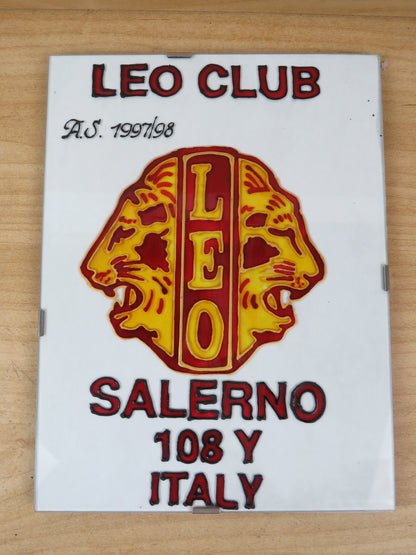 LEO CLUB
A.S. 1997/98
LEO
SALERNO
108 Y
ITALY